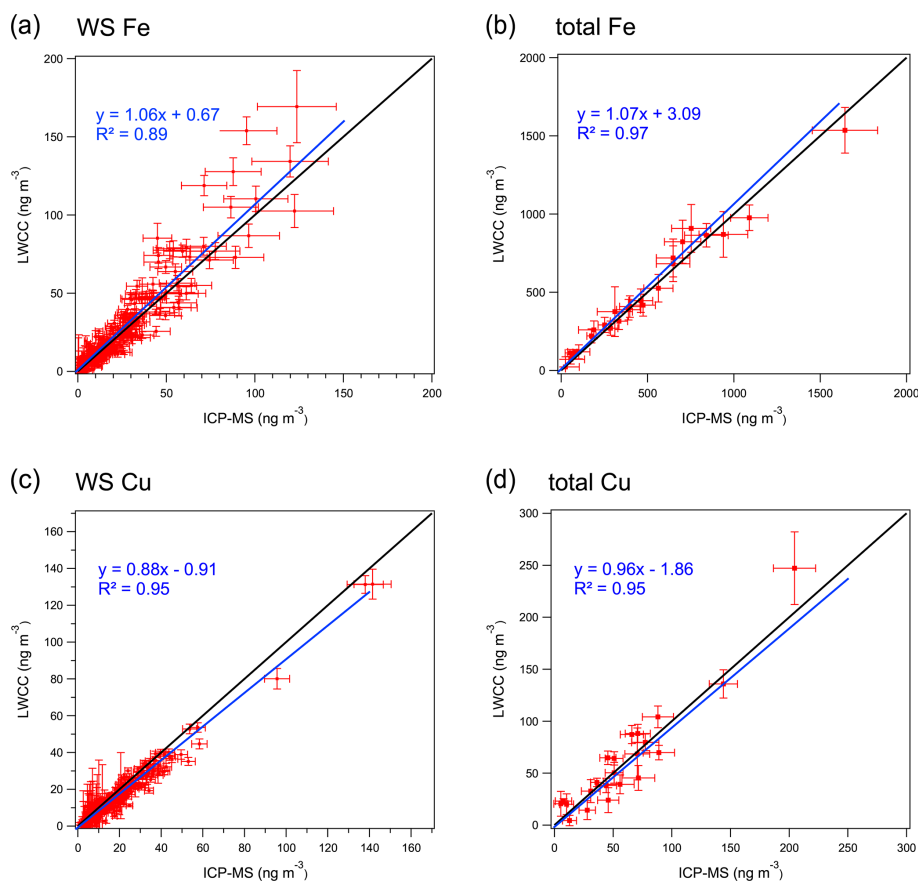 (a) WS Fe
200
150
100
50
0
LWCC (ng m⁻³)
y = 1.06x + 0.67
R² = 0.89
0 50 100 150 200
ICP-MS (ng m⁻³)
(b) total Fe
2000
1500
1000
500
0
LWCC (ng m⁻³)
y = 1.07x + 3.09
R² = 0.97
0 500 1000 1500 2000
ICP-MS (ng m⁻³)
(c) WS Cu
160
140
120
100
80
60
40
20
0
LWCC (ng m⁻³)
y = 0.88x - 0.91
R² = 0.95
0 20 40 60 80 100 120 140 160
ICP-MS (ng m⁻³)
(d) total Cu
300
250
200
150
100
50
0
LWCC (ng m⁻³)
y = 0.96x - 1.86
R² = 0.95
0 50 100 150 200 250 300
ICP-MS (ng m⁻³)